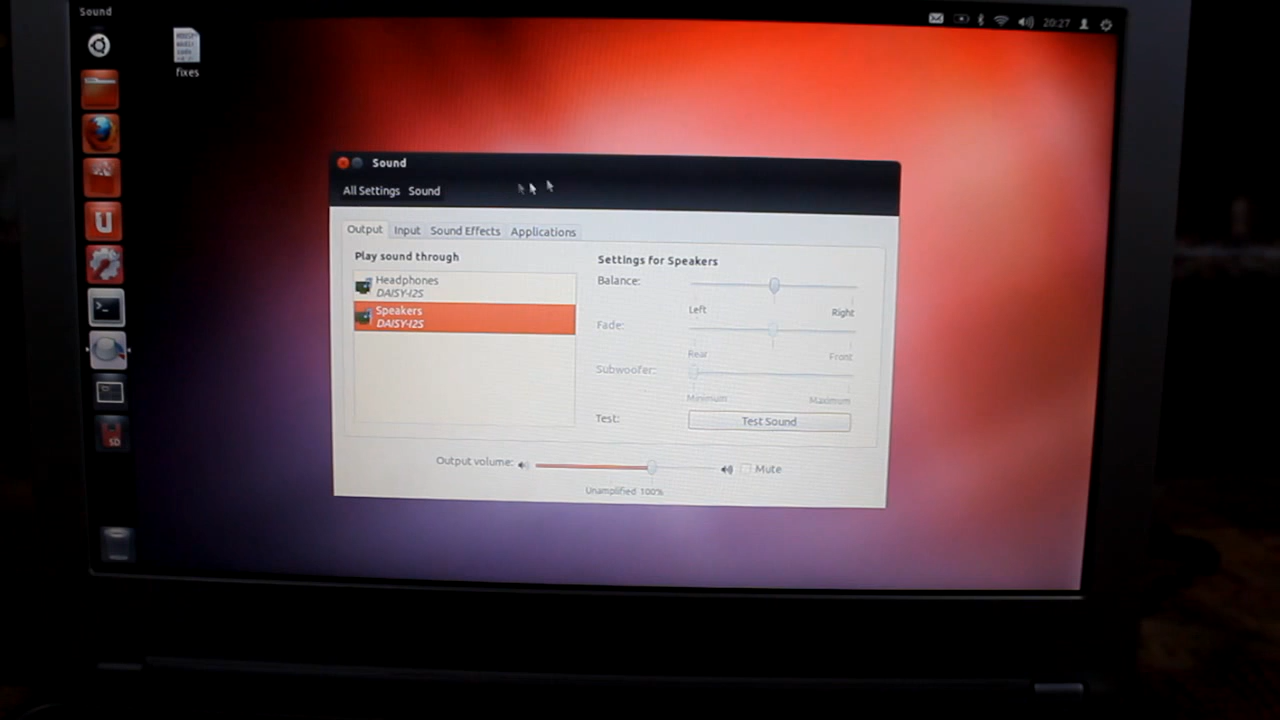 Sound
20:27
fixes
Sound
All Settings Sound
Output Input Sound Effects Applications
Play sound through
Headphones
DAISY-I2S
Speakers
DAISY-I2S
Settings for Speakers
Balance:
Left Right
Fade:
Rear Front
Subwoofer:
Minimum Maximum
Test: Test Sound
Output volume: Mute
Unamplified 100%
U
SD